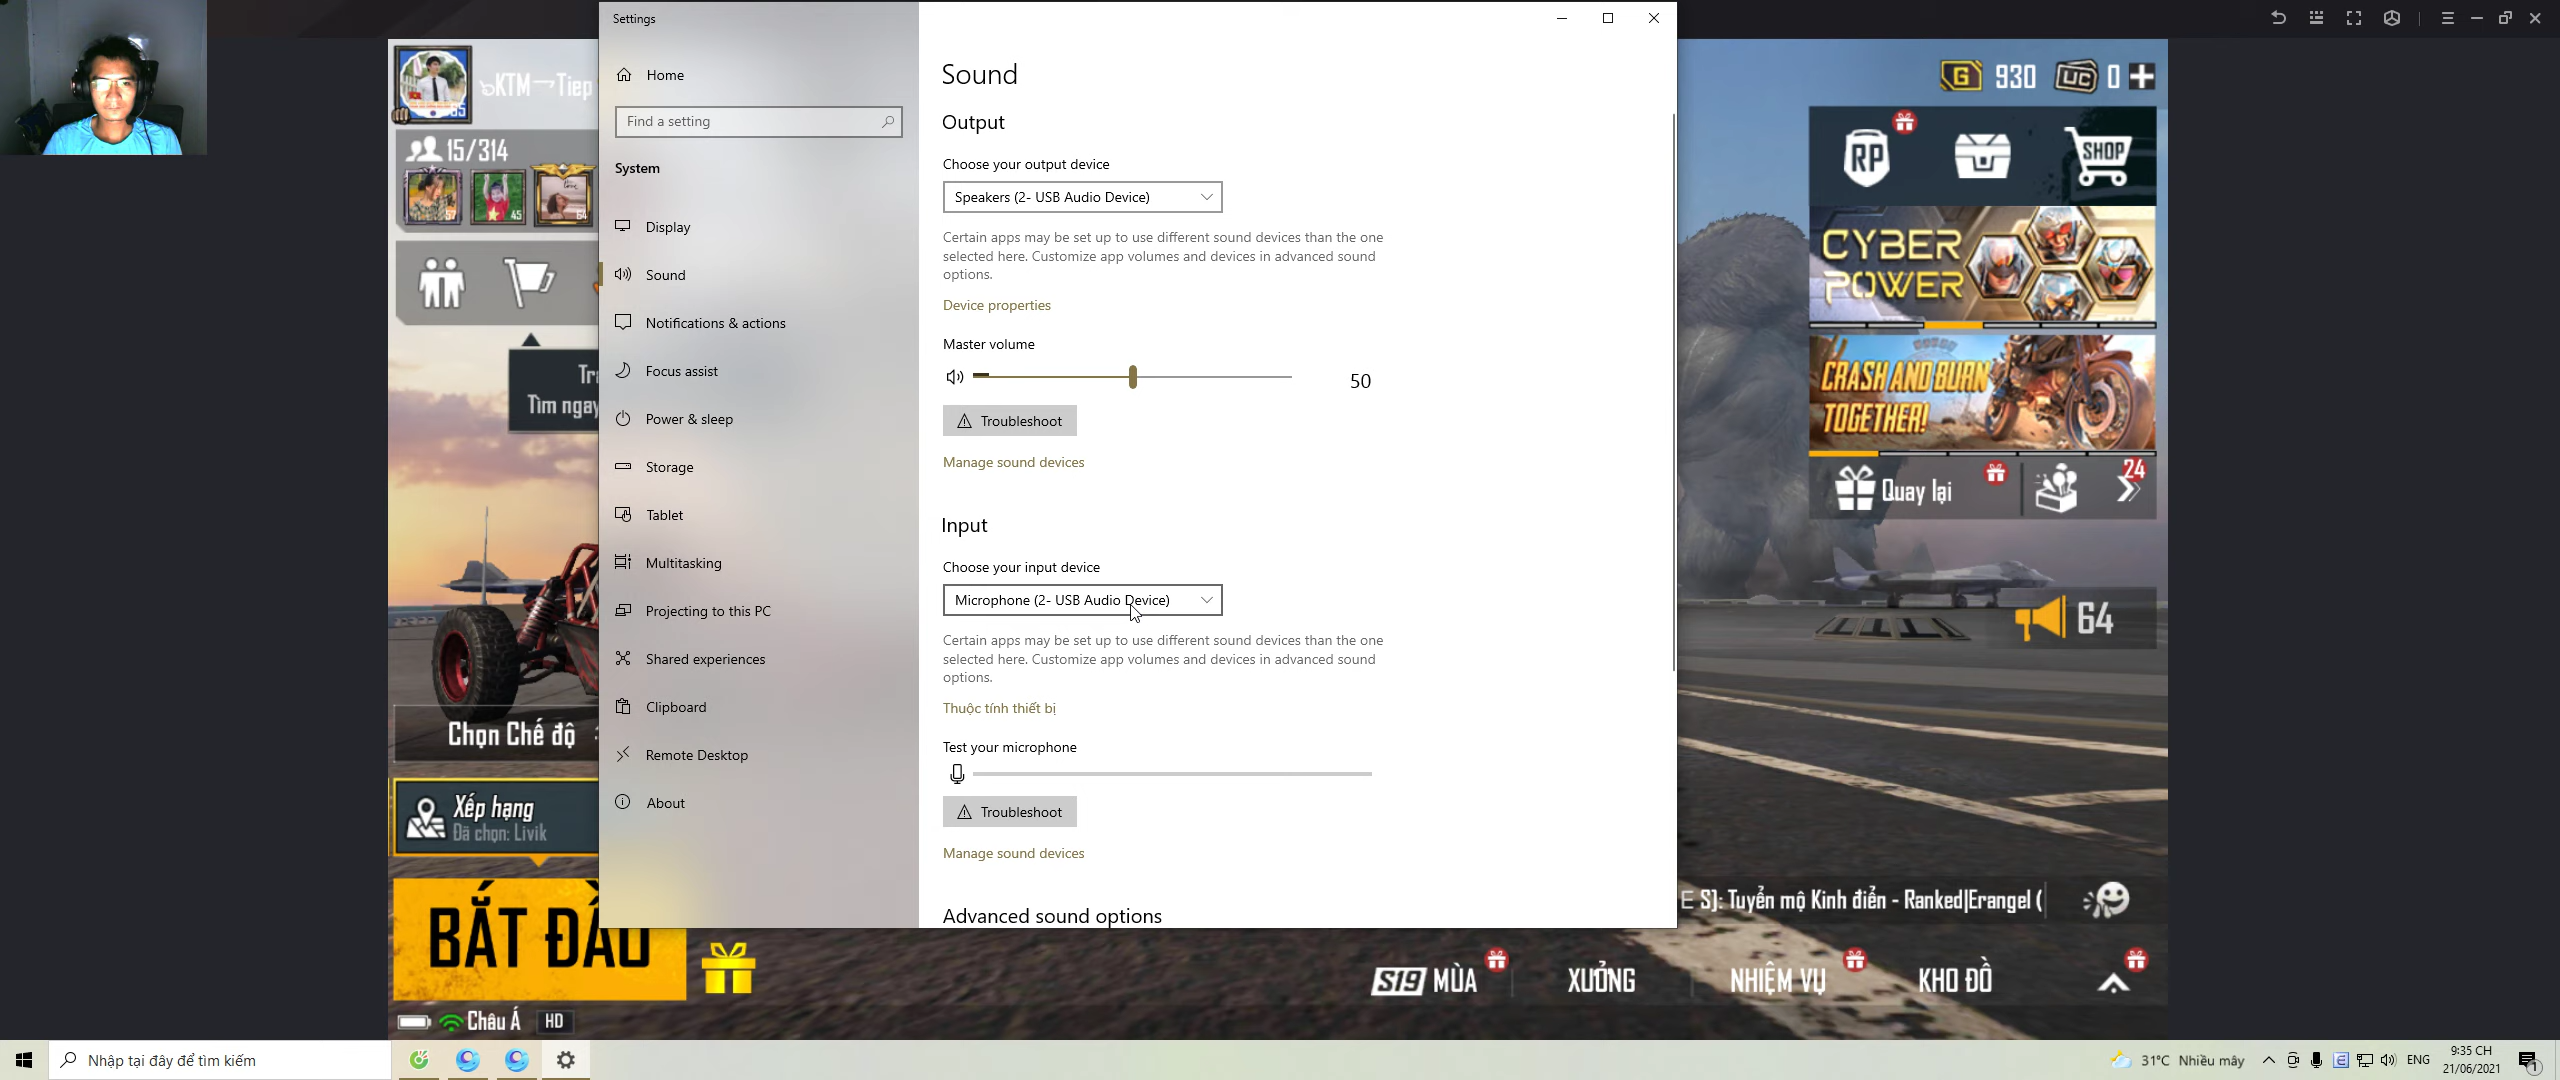 Settings
Home
Find a setting
System
Display
Sound
Notifications & actions
Focus assist
Power & sleep
Storage
Tablet
Multitasking
Projecting to this PC
Shared experiences
Clipboard
Remote Desktop
About
Sound
Output
Choose your output device
Speakers (2- USB Audio Device)
Certain apps may be set up to use different sound devices than the one
selected here. Customize app volumes and devices in advanced sound
options.
Device properties
Master volume
50
Troubleshoot
Manage sound devices
Input
Choose your input device
Microphone (2- USB Audio Device)
Certain apps may be set up to use different sound devices than the one
selected here. Customize app volumes and devices in advanced sound
options.
Thuộc tính thiết bị
Test your microphone
Troubleshoot
Manage sound devices
Advanced sound options
KTM
Tiep
15/314
57
45
64
Tìm ngay
Chọn Chế độ
Xếp hạng
Đã chọn: Livik
BẮT ĐẦU
Châu Á
HD
G 930 UC 0
RP
SHOP
CYBER
POWER
CRASH AND BURN
TOGETHER!
Quay lại
24
64
E S]: Tuyển mộ Kinh điển - Ranked|Erangel (
S19 MÙA
XƯỞNG
NHIỆM VỤ
KHO ĐỒ
Nhập tại đây để tìm kiếm
31°C Nhiều mây
ENG
9:35 CH
21/06/2021
1